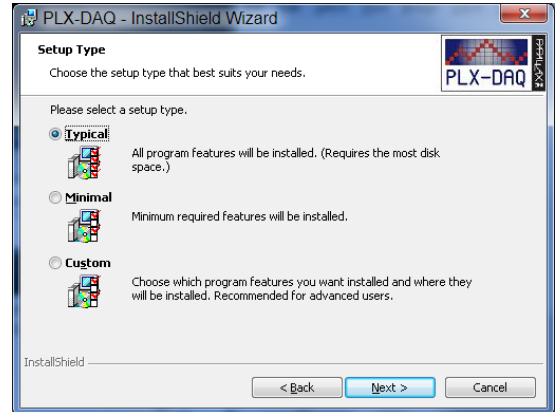 PLX-DAQ - InstallShield Wizard
Setup Type
Choose the setup type that best suits your needs.
PLX-DAQ
PARALLAX
Please select a setup type.
Typical
All program features will be installed. (Requires the most disk
space.)
Minimal
Minimum required features will be installed.
Custom
Choose which program features you want installed and where they
will be installed. Recommended for advanced users.
InstallShield
< Back
Next >
Cancel